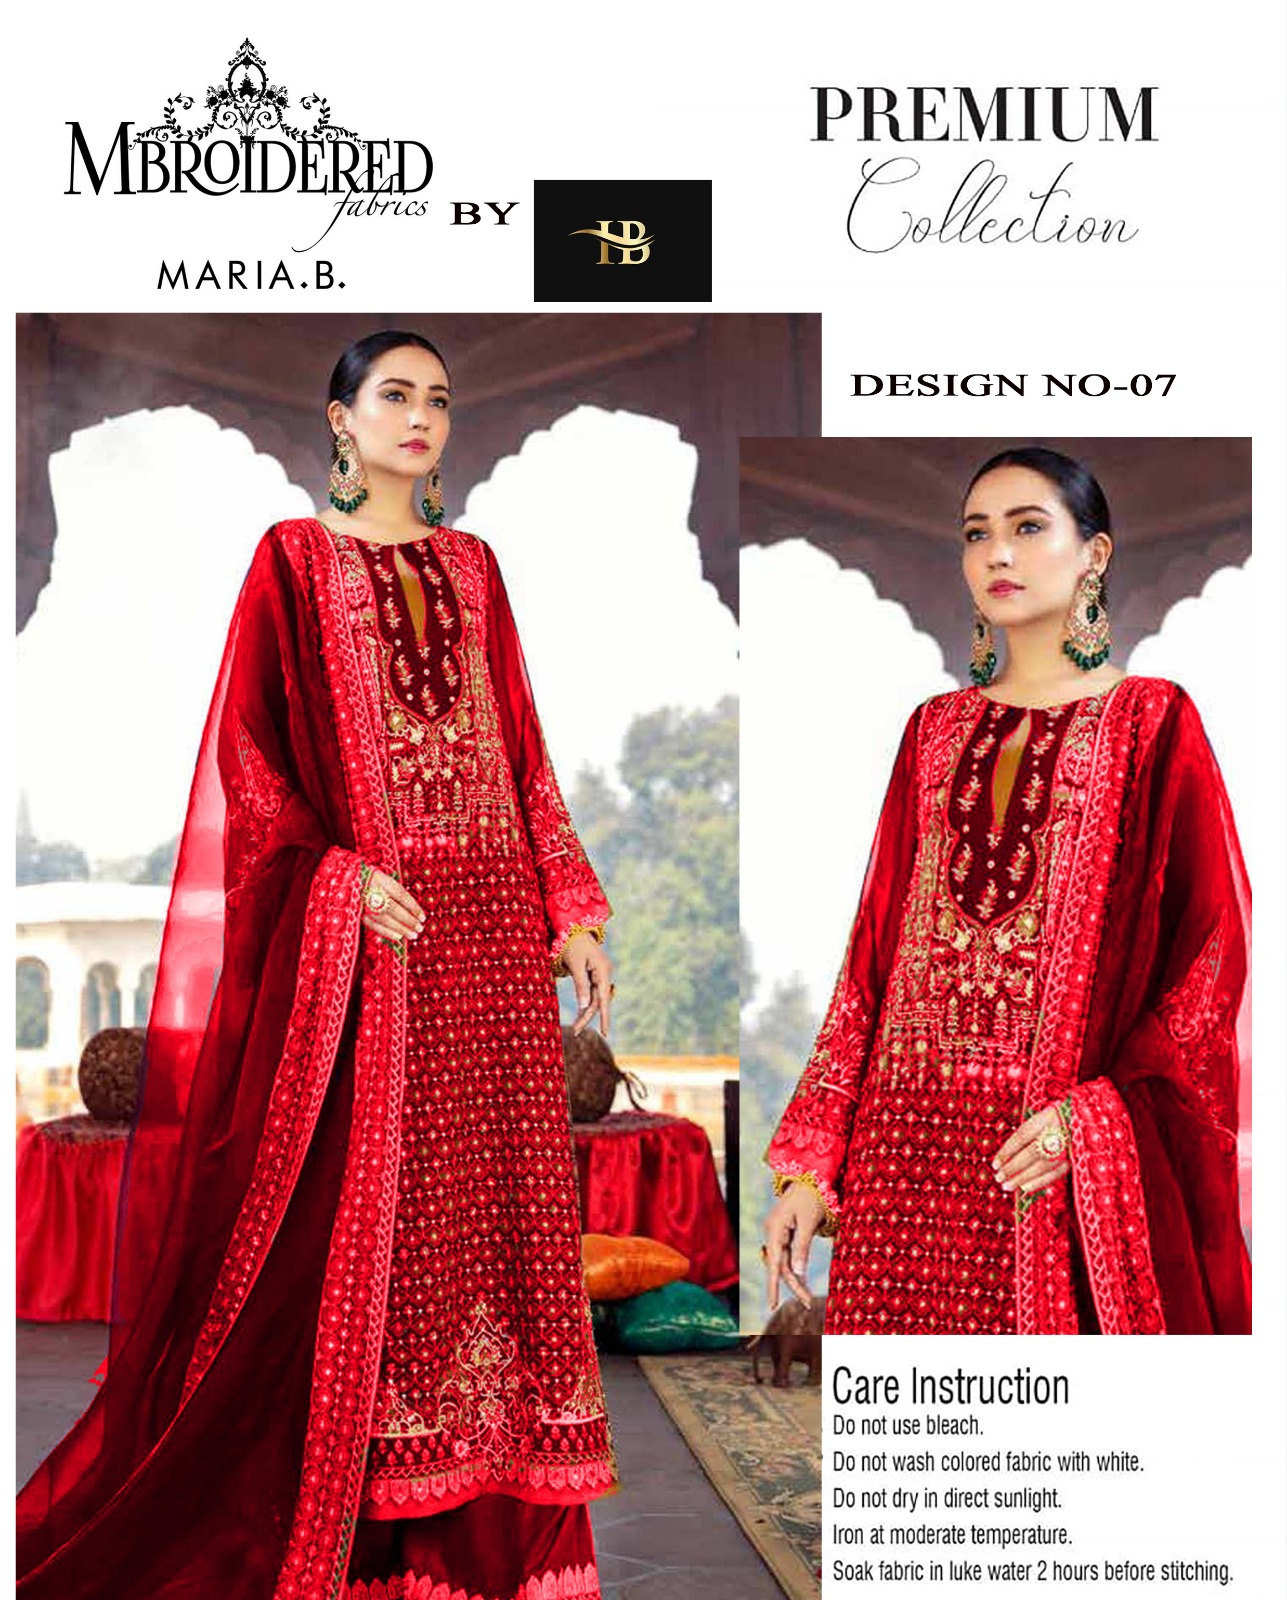 MBROIDERED
fabrics
MARIA.B.
BY
HB
PREMIUM
Collection
DESIGN NO-07
Care Instruction
Do not use bleach.
Do not wash colored fabric with white.
Do not dry in direct sunlight.
Iron at moderate temperature.
Soak fabric in luke water 2 hours before stitching.